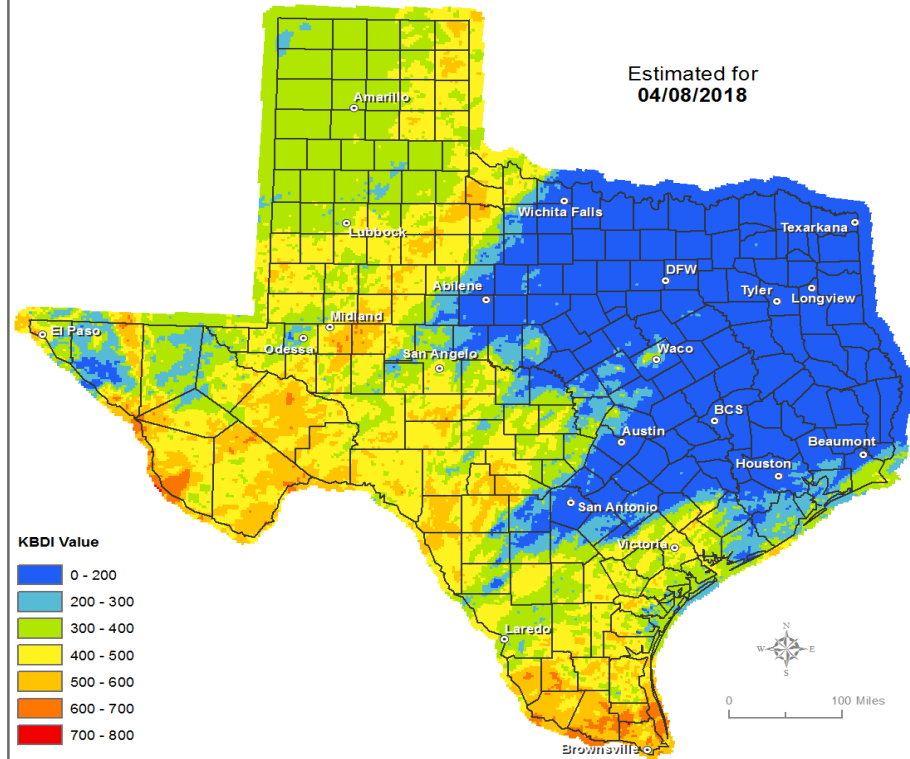 Estimated for
04/08/2018
Amarillo
Wichita Falls
Texarkana
Lubbock
DFW
Abilene
Tyler
Longview
Midland
El Paso
Odessa
San Angelo
Waco
BCS
Austin
Beaumont
Houston
San Antonio
Victoria
KBDI Value
0 - 200
200 - 300
300 - 400
400 - 500
500 - 600
600 - 700
700 - 800
Laredo
N
W E
S
0 100 Miles
Brownsville